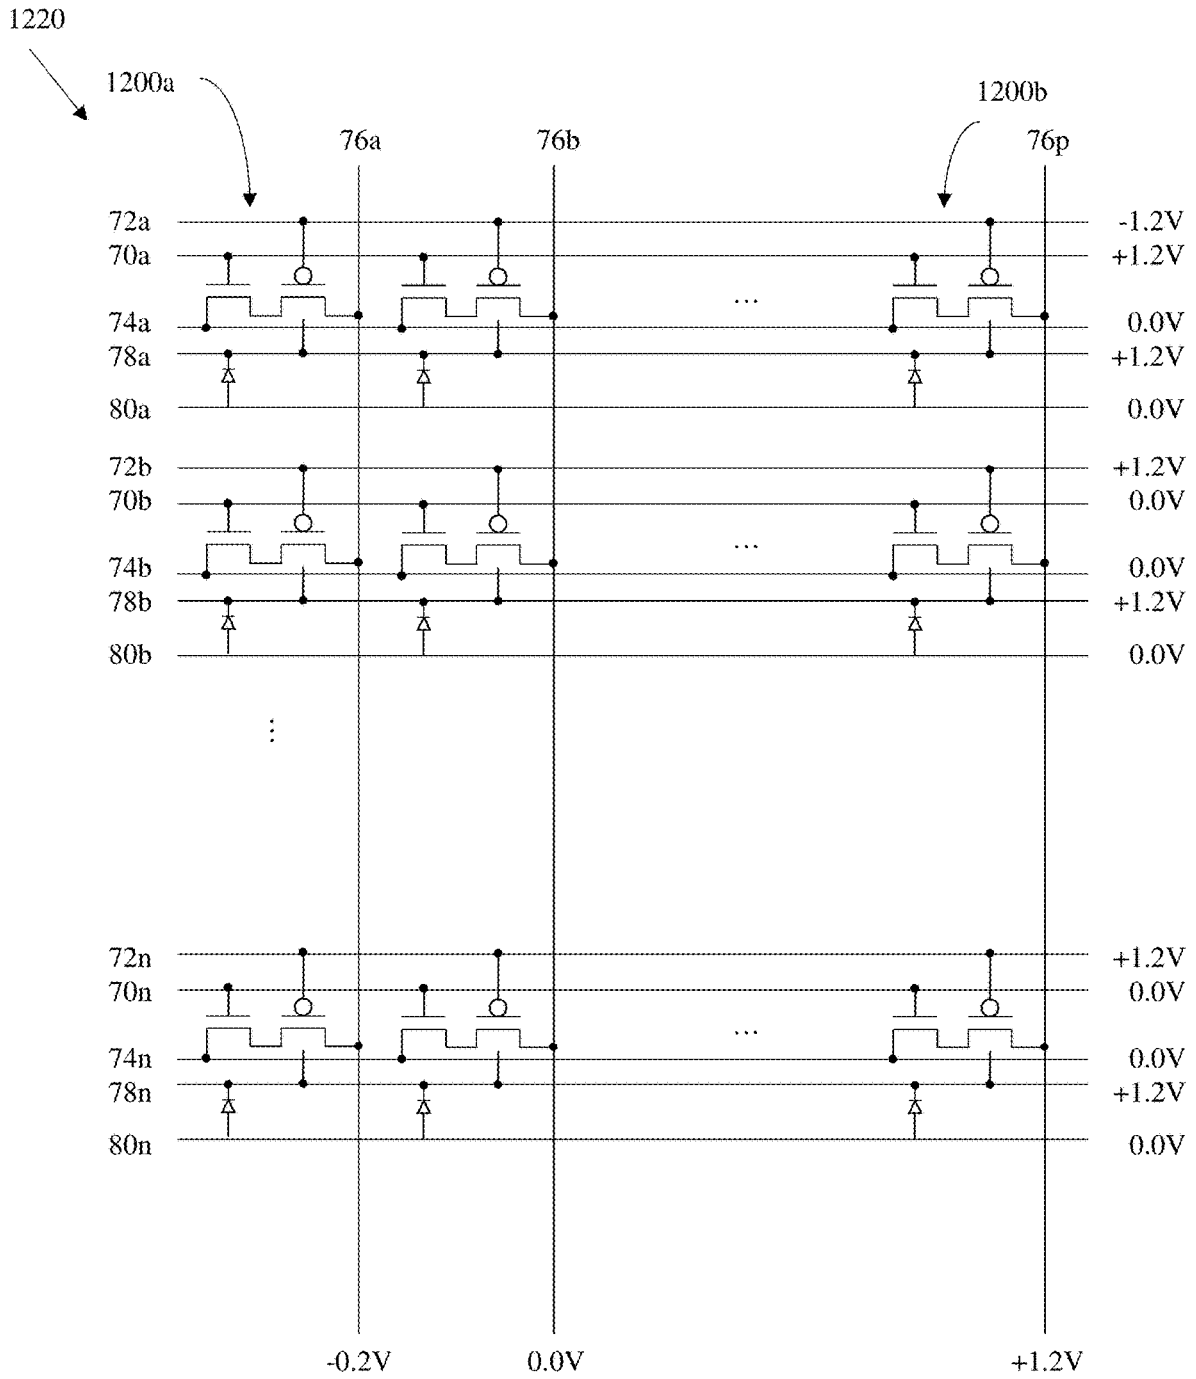 1220
1200a
1200b
76a 76b 76p
72a -1.2V
70a +1.2V
...
74a 0.0V
78a +1.2V
80a 0.0V
72b +1.2V
70b 0.0V
...
74b 0.0V
78b +1.2V
80b 0.0V
...
72n +1.2V
70n 0.0V
...
74n 0.0V
78n +1.2V
80n 0.0V
-0.2V 0.0V +1.2V